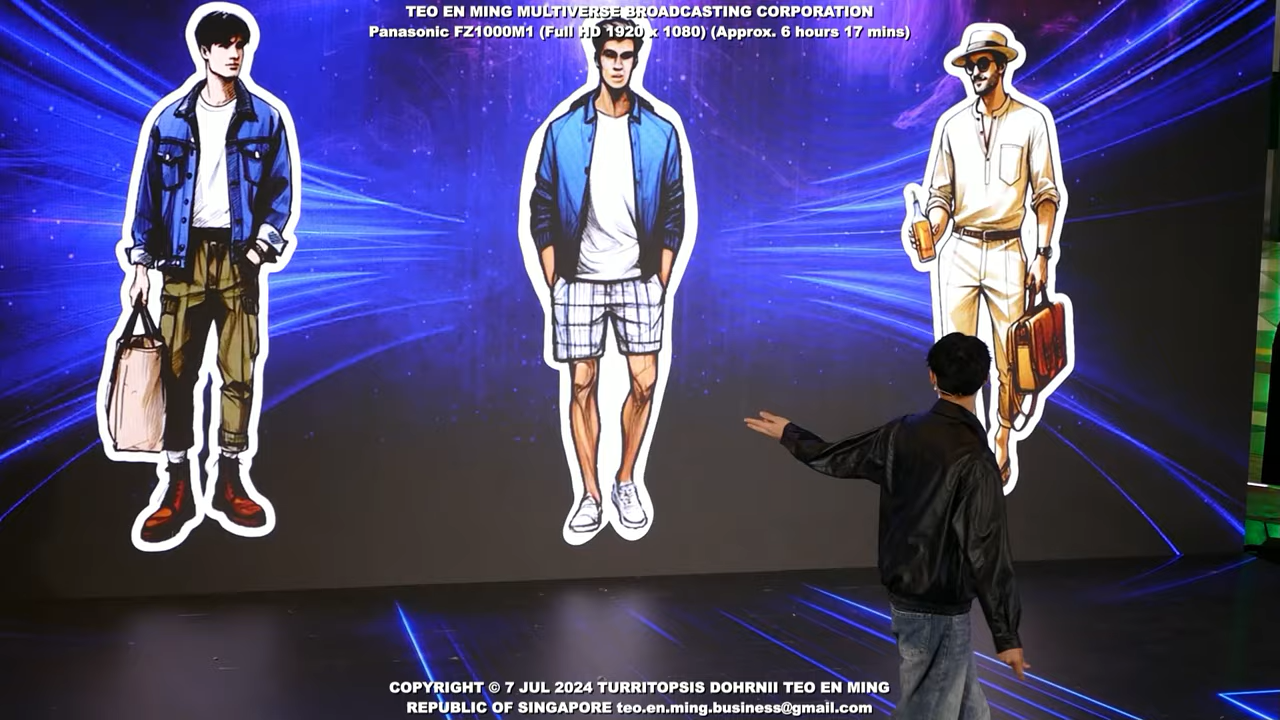 TEO EN MING MULTIVERSE BROADCASTING CORPORATION
Panasonic FZ1000M1 (Full HD 1920 x 1080) (Approx. 6 hours 17 mins)
COPYRIGHT © 7 JUL 2024 TURRITOPSIS DOHRNII TEO EN MING
REPUBLIC OF SINGAPORE teo.en.ming.business@gmail.com